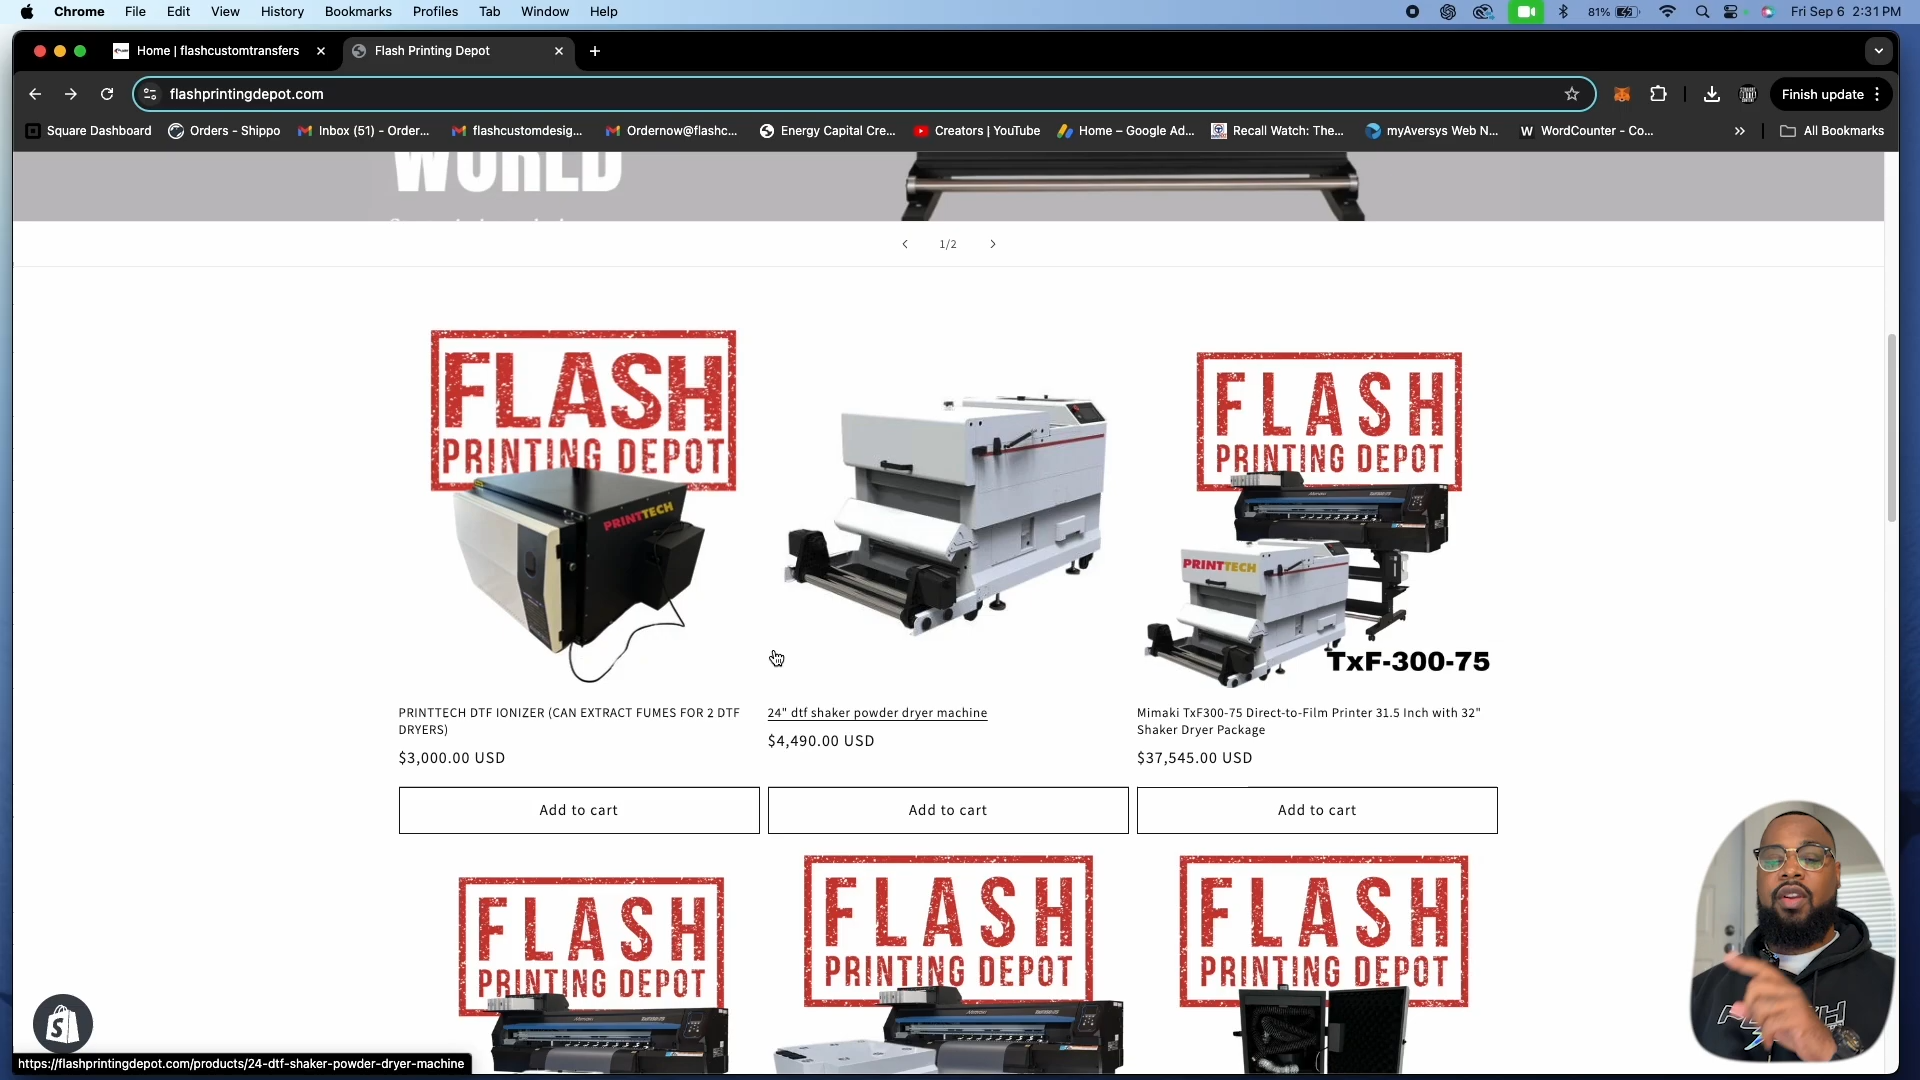 Chrome File Edit View History Bookmarks Profiles Tab Window Help 81% Fri Sep 6 2:31 PM
Home | flashcustomtransfers Flash Printing Depot
flashprintingdepot.com Finish update
Square Dashboard Orders - Shippo Inbox (51) - Order... flashcustomdesig... Ordernow@flashc... Energy Capital Cre... Creators | YouTube Home – Google Ad... Recall Watch: The... myAversys Web N... WordCounter - Co... All Bookmarks
WORLD
1/2
FLASH
PRINTING DEPOT
PRINTTECH
FLASH
PRINTING DEPOT
PRINTTECH
TxF-300-75
PRINTTECH DTF IONIZER (CAN EXTRACT FUMES FOR 2 DTF
DRYERS)
$3,000.00 USD
Add to cart
24" dtf shaker powder dryer machine
$4,490.00 USD
Add to cart
Mimaki TxF300-75 Direct-to-Film Printer 31.5 Inch with 32"
Shaker Dryer Package
$37,545.00 USD
Add to cart
FLASH
PRINTING DEPOT
FLASH
PRINTING DEPOT
FLASH
PRINTING DEPOT
https://flashprintingdepot.com/products/24-dtf-shaker-powder-dryer-machine